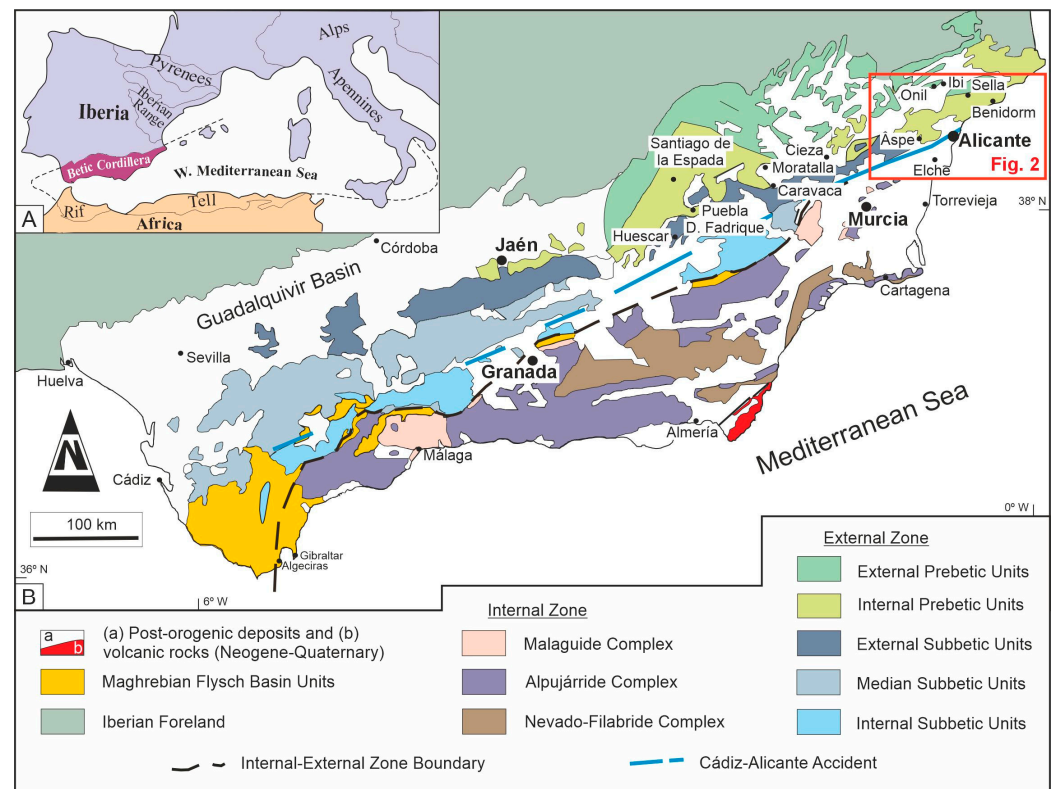 Alps
Pyrenees
Apennines
Iberian
Range
Iberia
Betic Cordillera
W. Mediterranean Sea
Tell
Rif
Africa
A
Onil
Ibi
Sella
Benidorm
Aspe
Alicante
Fig. 2
Elche
Santiago de
la Espada
Cieza
Moratalla
Caravaca
Torrevieja
38º N
Murcia
Puebla
D. Fadrique
Huescar
Córdoba
Jaén
Guadalquivir Basin
Cartagena
Sevilla
Huelva
Granada
Almería
Mediterranean Sea
N
Málaga
Cádiz
100 km
0º W
Gibraltar
Algeciras
36º N
B
6º W
a
b
(a) Post-orogenic deposits and (b)
volcanic rocks (Neogene-Quaternary)
Maghrebian Flysch Basin Units
Iberian Foreland
Internal Zone
Malaguide Complex
Alpujárride Complex
Nevado-Filabride Complex
External Zone
External Prebetic Units
Internal Prebetic Units
External Subbetic Units
Median Subbetic Units
Internal Subbetic Units
Internal-External Zone Boundary
Cádiz-Alicante Accident